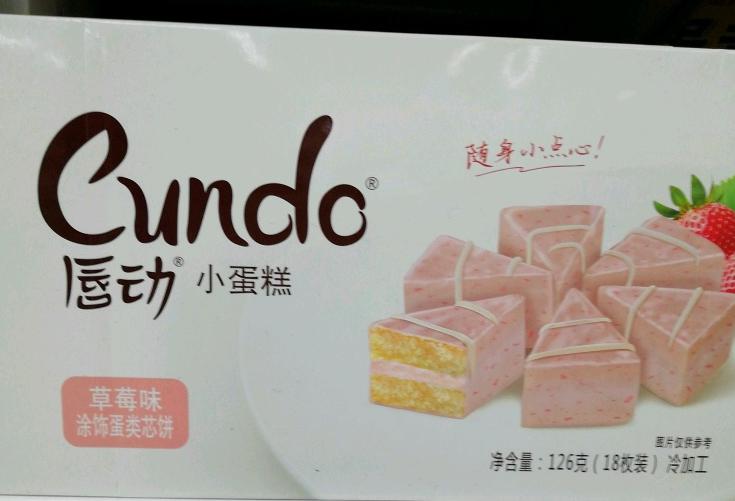 Cundo®
随身小点心!
唇动® 小蛋糕
草莓味
涂饰蛋类芯饼
图片仅供参考
净含量：126克(18枚装) 冷加工